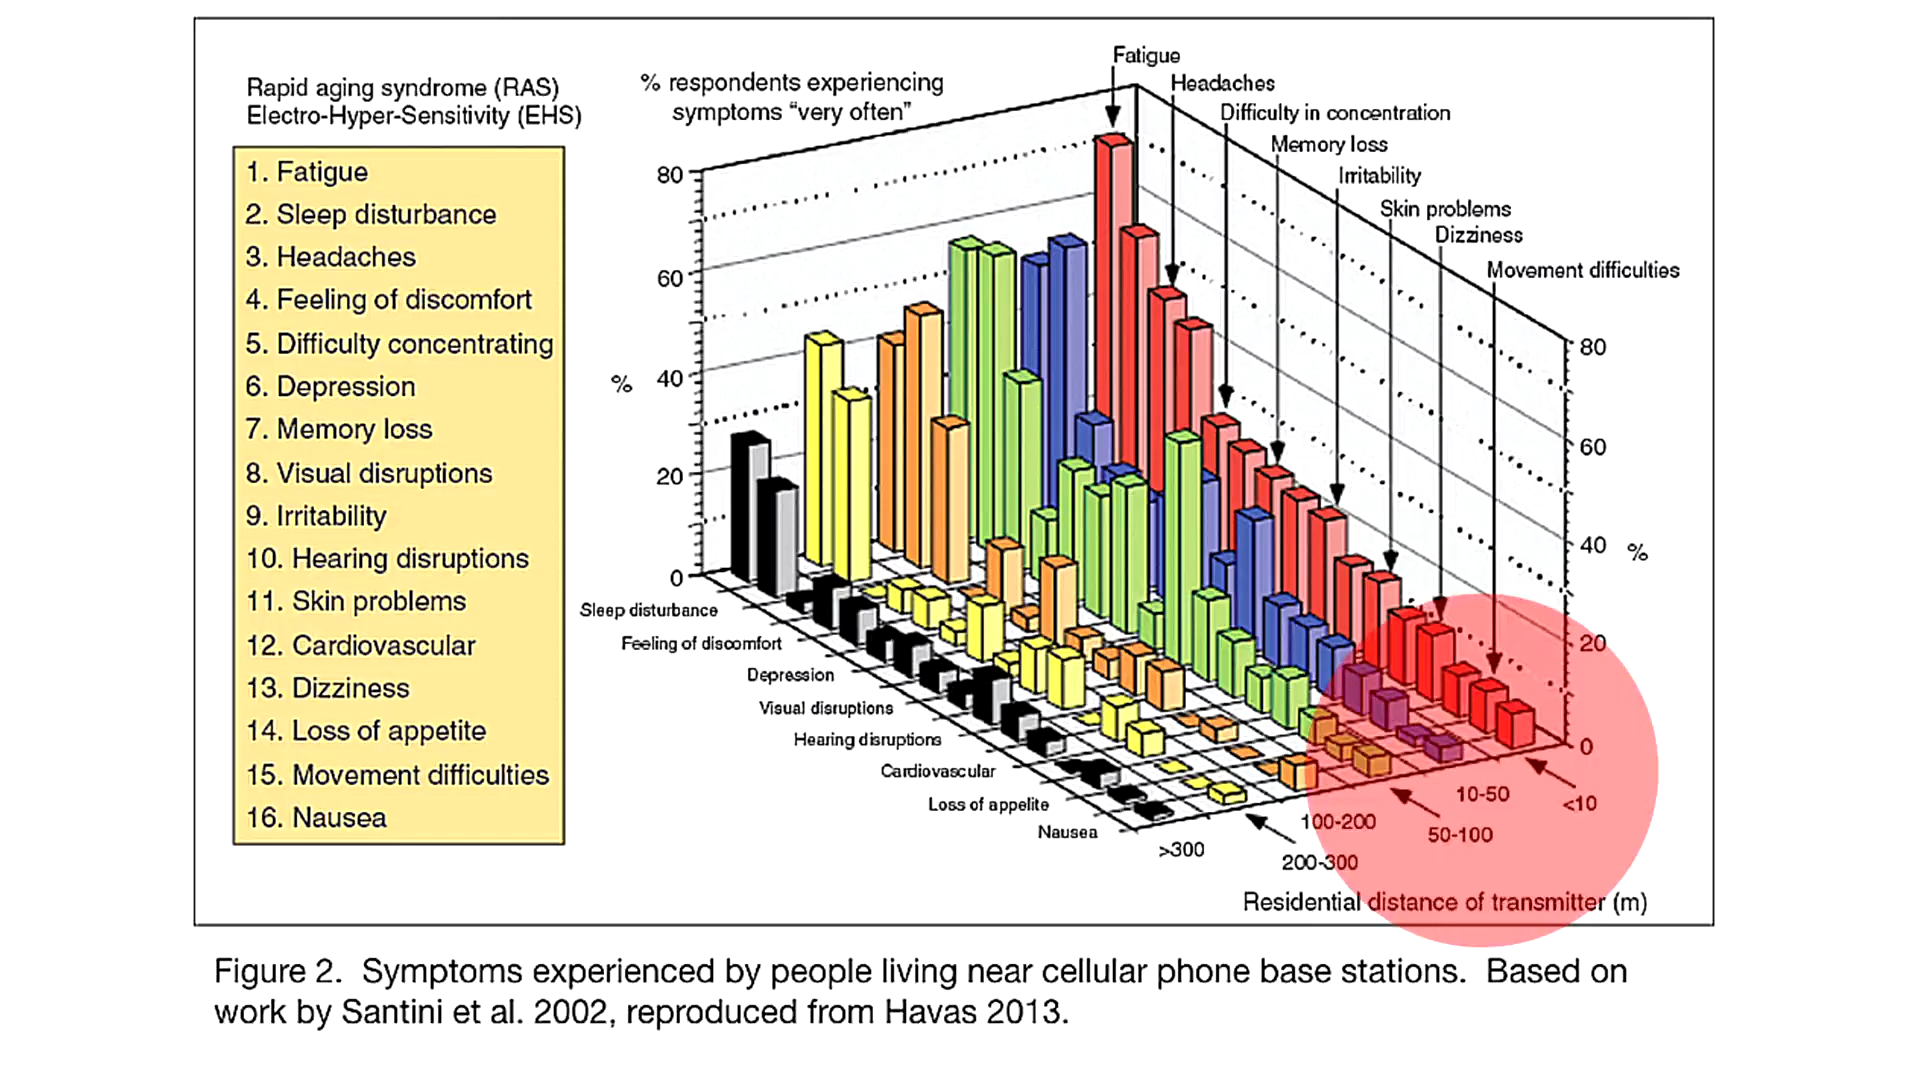 Rapid aging syndrome (RAS)
Electro-Hyper-Sensitivity (EHS)
1. Fatigue
2. Sleep disturbance
3. Headaches
4. Feeling of discomfort
5. Difficulty concentrating
6. Depression
7. Memory loss
8. Visual disruptions
9. Irritability
10. Hearing disruptions
11. Skin problems
12. Cardiovascular
13. Dizziness
14. Loss of appetite
15. Movement difficulties
16. Nausea
% respondents experiencing
symptoms “very often”
Fatigue
Headaches
Difficulty in concentration
Memory loss
Irritability
Skin problems
Dizziness
Movement difficulties
80
60
% 40
20
0
80
60
40 %
20
0
Sleep disturbance
Feeling of discomfort
Depression
Visual disruptions
Hearing disruptions
Cardiovascular
Loss of appelite
Nausea
>300
200-300
100-200
50-100
10-50
<10
Residential distance of transmitter (m)
Figure 2. Symptoms experienced by people living near cellular phone base stations. Based on
work by Santini et al. 2002, reproduced from Havas 2013.